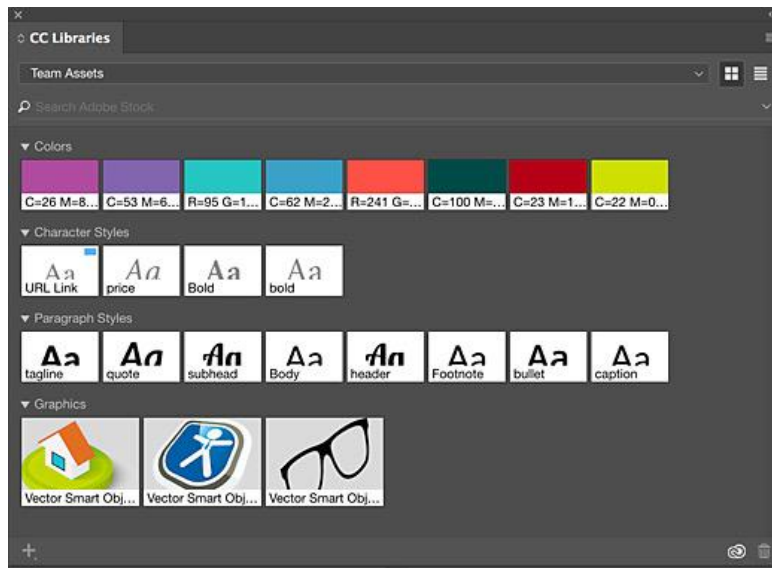 CC Libraries
Team Assets
Search Adobe Stock
Colors
C=26 M=8... C=53 M=6... R=95 G=1... C=62 M=2... R=241 G=... C=100 M=... C=23 M=1... C=22 M=0...
Character Styles
Aa Aa Aa Aa
URL Link price Bold bold
Paragraph Styles
Aa Aa Aa Aa Aa Aa Aa Aa
tagline quote subhead Body header Footnote bullet caption
Graphics
Vector Smart Obj... Vector Smart Obj... Vector Smart Obj...